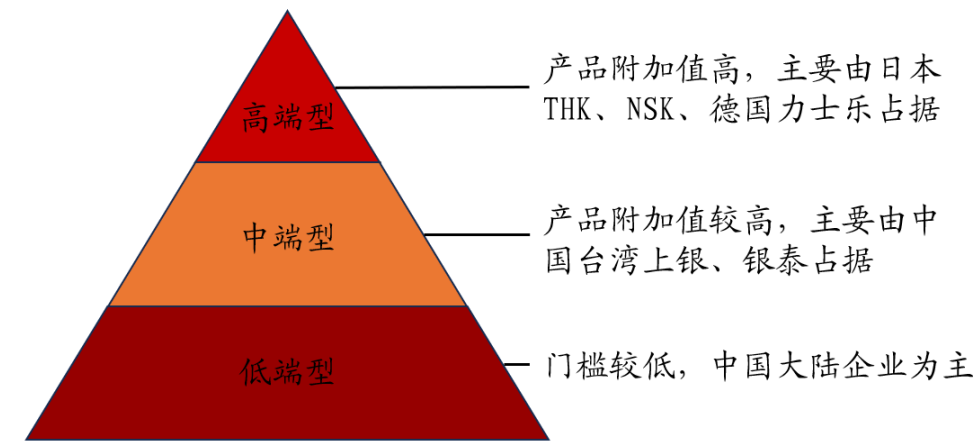 高端型
产品附加值高，主要由日本
THK、NSK、德国力士乐占据
中端型
产品附加值较高，主要由中
国台湾上银、银泰占据
低端型
门槛较低，中国大陆企业为主